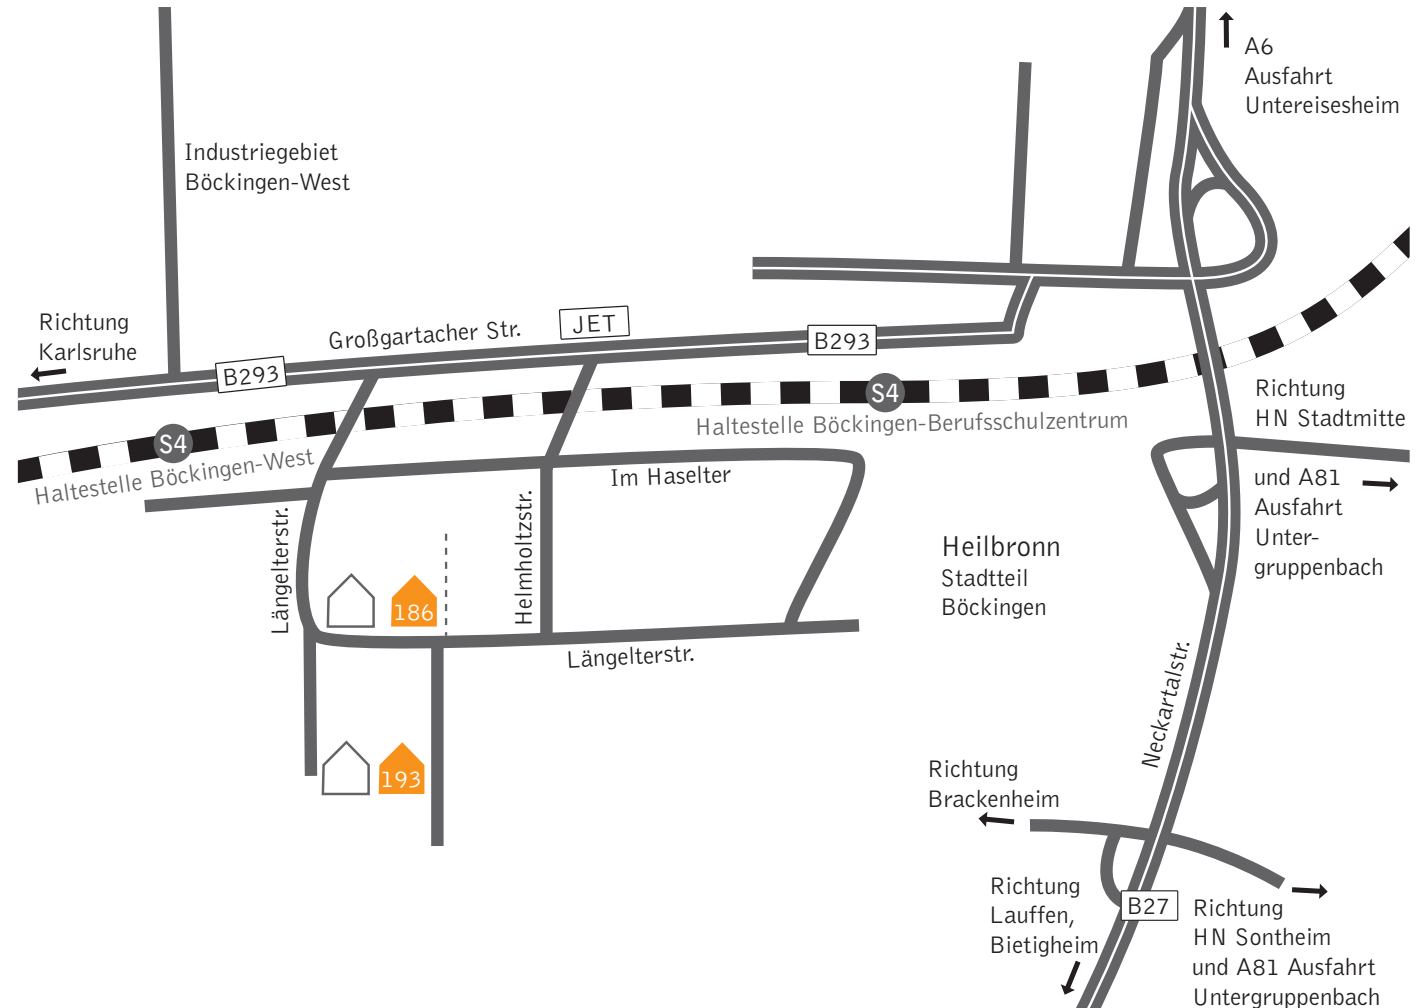 A6
Ausfahrt
Untereisesheim
Industriegebiet
Böckingen-West
Richtung
Karlsruhe
Großgartacher Str.
JET
B293
B293
S4
S4
Haltestelle Böckingen-West
Haltestelle Böckingen-Berufsschulzentrum
Richtung
HN Stadtmitte
und A81
Ausfahrt
Unter-
gruppenbach
Im Haselter
Längelterstr.
Helmholtzstr.
186
Längelterstr.
193
Heilbronn
Stadtteil
Böckingen
Neckartalstr.
Richtung
Brackenheim
Richtung
Lauffen,
Bietigheim
B27
Richtung
HN Sontheim
und A81 Ausfahrt
Untergruppenbach